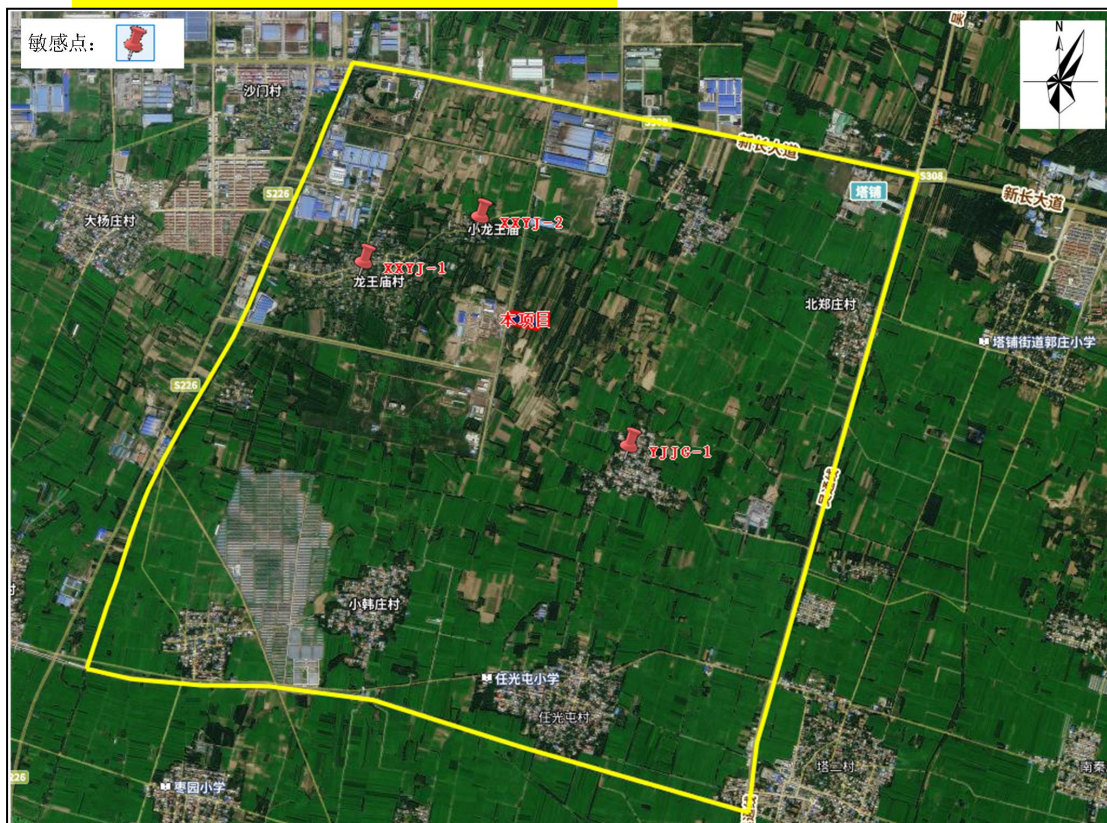 敏感点：
N
沙门村
S308
新长大道
S308
新长大道
塔铺
S226
大杨庄村
XXYJ-2
小龙王庙
XXYJ-1
龙王庙村
本项目
北郑庄村
塔铺街道郭庄小学
S226
YJJG-1
小韩庄村
任光屯小学
任光屯村
塔二村
南秦
226
枣园小学